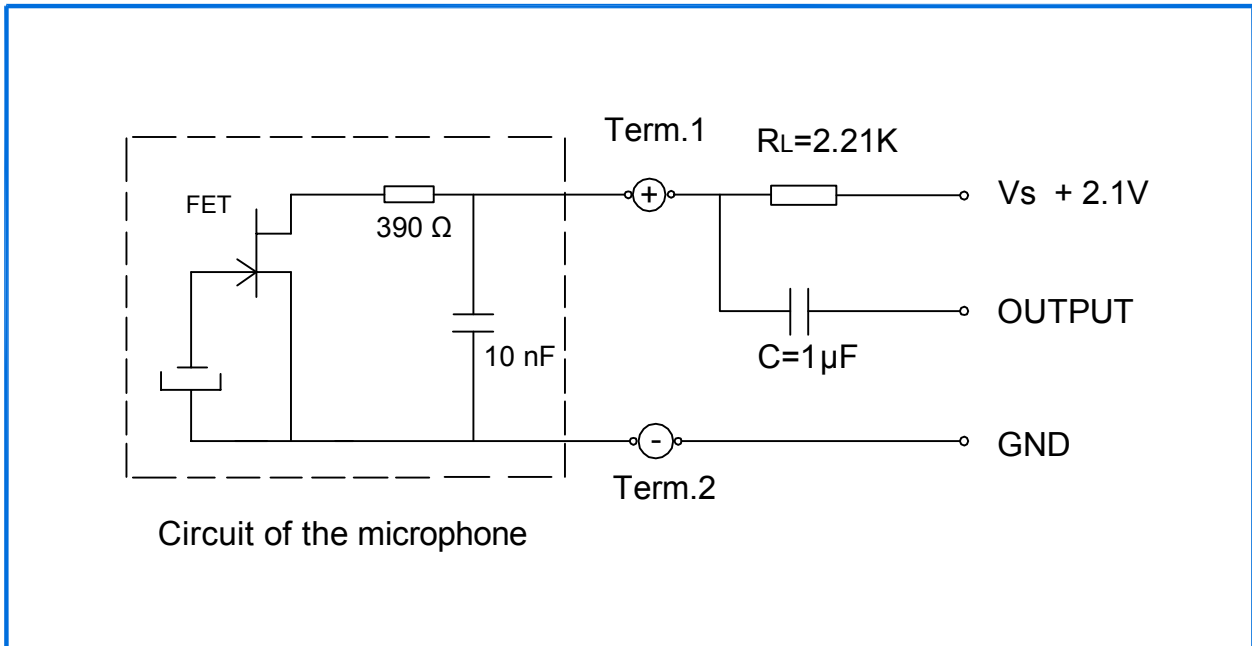 Term.1
RL=2.21K
FET
+
Vs + 2.1V
390 Ω
OUTPUT
10 nF
C=1µF
-
GND
Term.2
Circuit of the microphone